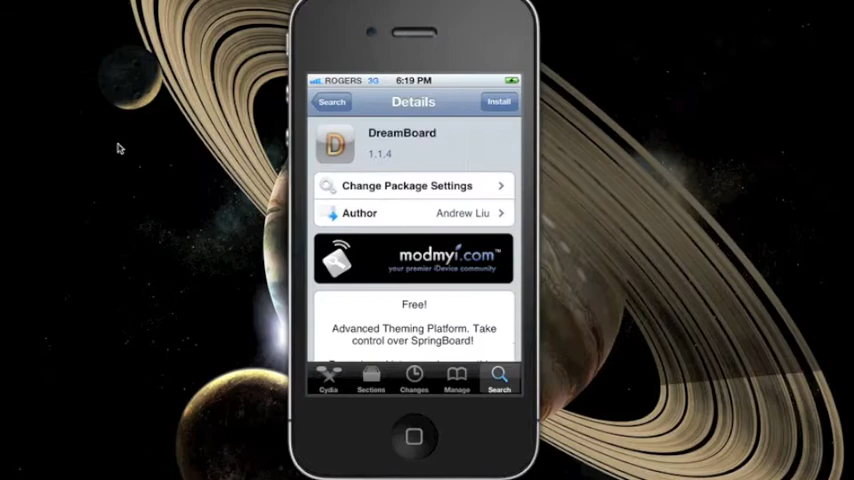 ROGERS 3G 6:19 PM
Search Details Install
D
DreamBoard
1.1.4
Change Package Settings
Author Andrew Liu
modmyi.com™
your premier iDevice community
Free!
Advanced Theming Platform. Take
control over SpringBoard!
Cydia Sections Changes Manage Search